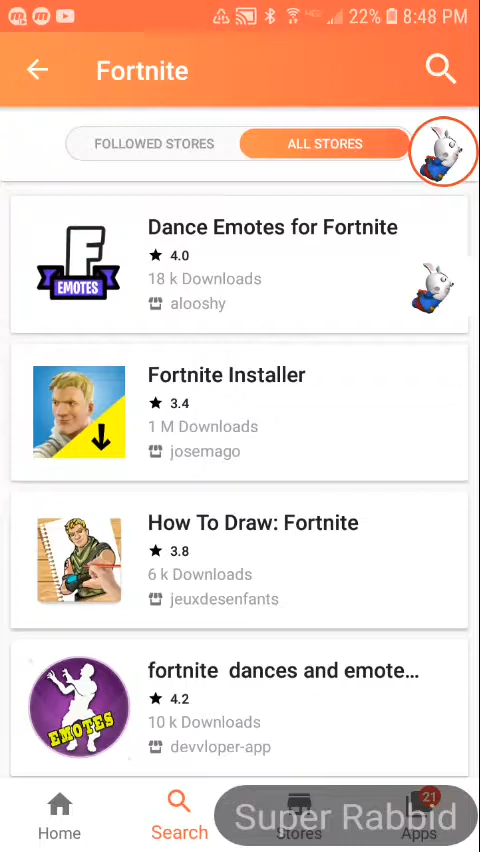 22% 8:48 PM
Fortnite
FOLLOWED STORES ALL STORES
Dance Emotes for Fortnite
4.0
18 k Downloads
alooshy
F
EMOTES
Fortnite Installer
3.4
1 M Downloads
josemago
How To Draw: Fortnite
3.8
6 k Downloads
jeuxdesenfants
fortnite dances and emote...
4.2
10 k Downloads
devvloper-app
EMOTES
21
Super Rabbid
Home Search Stores Apps